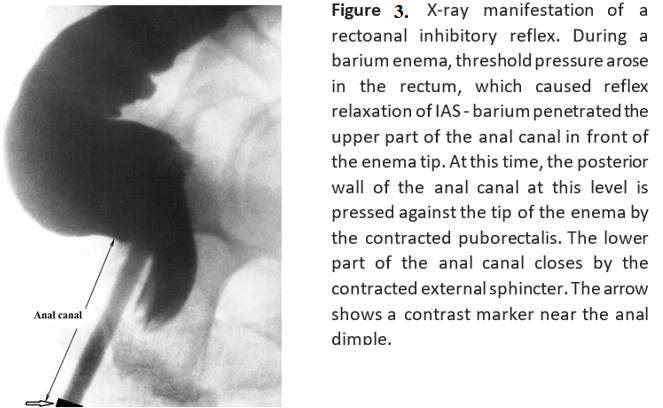 Anal canal
Figure 3. X-ray manifestation of a
rectoanal inhibitory reflex. During a
barium enema, threshold pressure arose
in the rectum, which caused reflex
relaxation of IAS - barium penetrated the
upper part of the anal canal in front of
the enema tip. At this time, the posterior
wall of the anal canal at this level is
pressed against the tip of the enema by
the contracted puborectalis. The lower
part of the anal canal closes by the
contracted external sphincter. The arrow
shows a contrast marker near the anal
dimple.